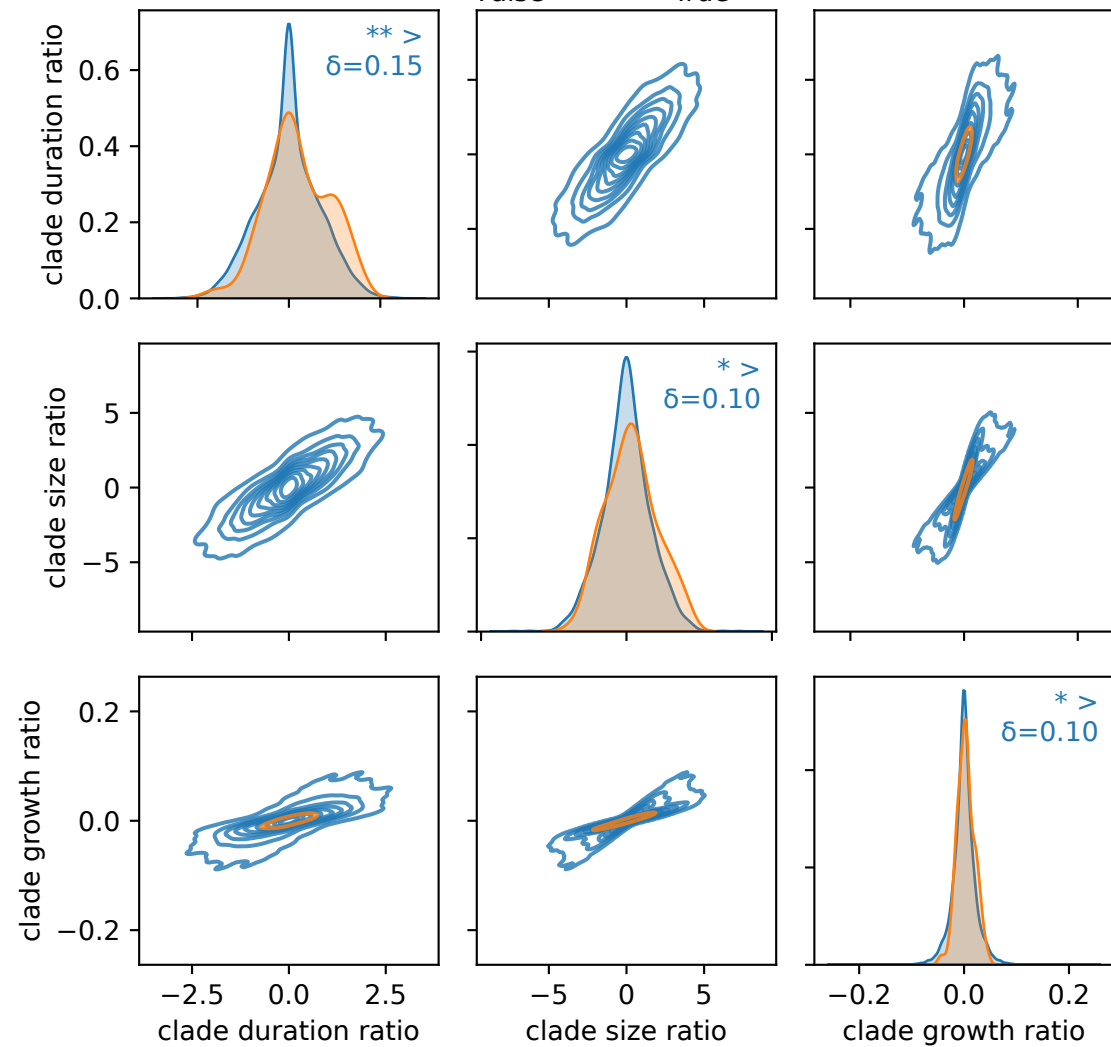 clade duration ratio
0.6
0.4
0.2
0.0
** >
δ=0.15
clade size ratio
5
0
−5
* >
δ=0.10
clade growth ratio
0.2
0.0
−0.2
* >
δ=0.10
−2.5 0.0 2.5
−5 0 5
−0.2 0.0 0.2
clade duration ratio
clade size ratio
clade growth ratio